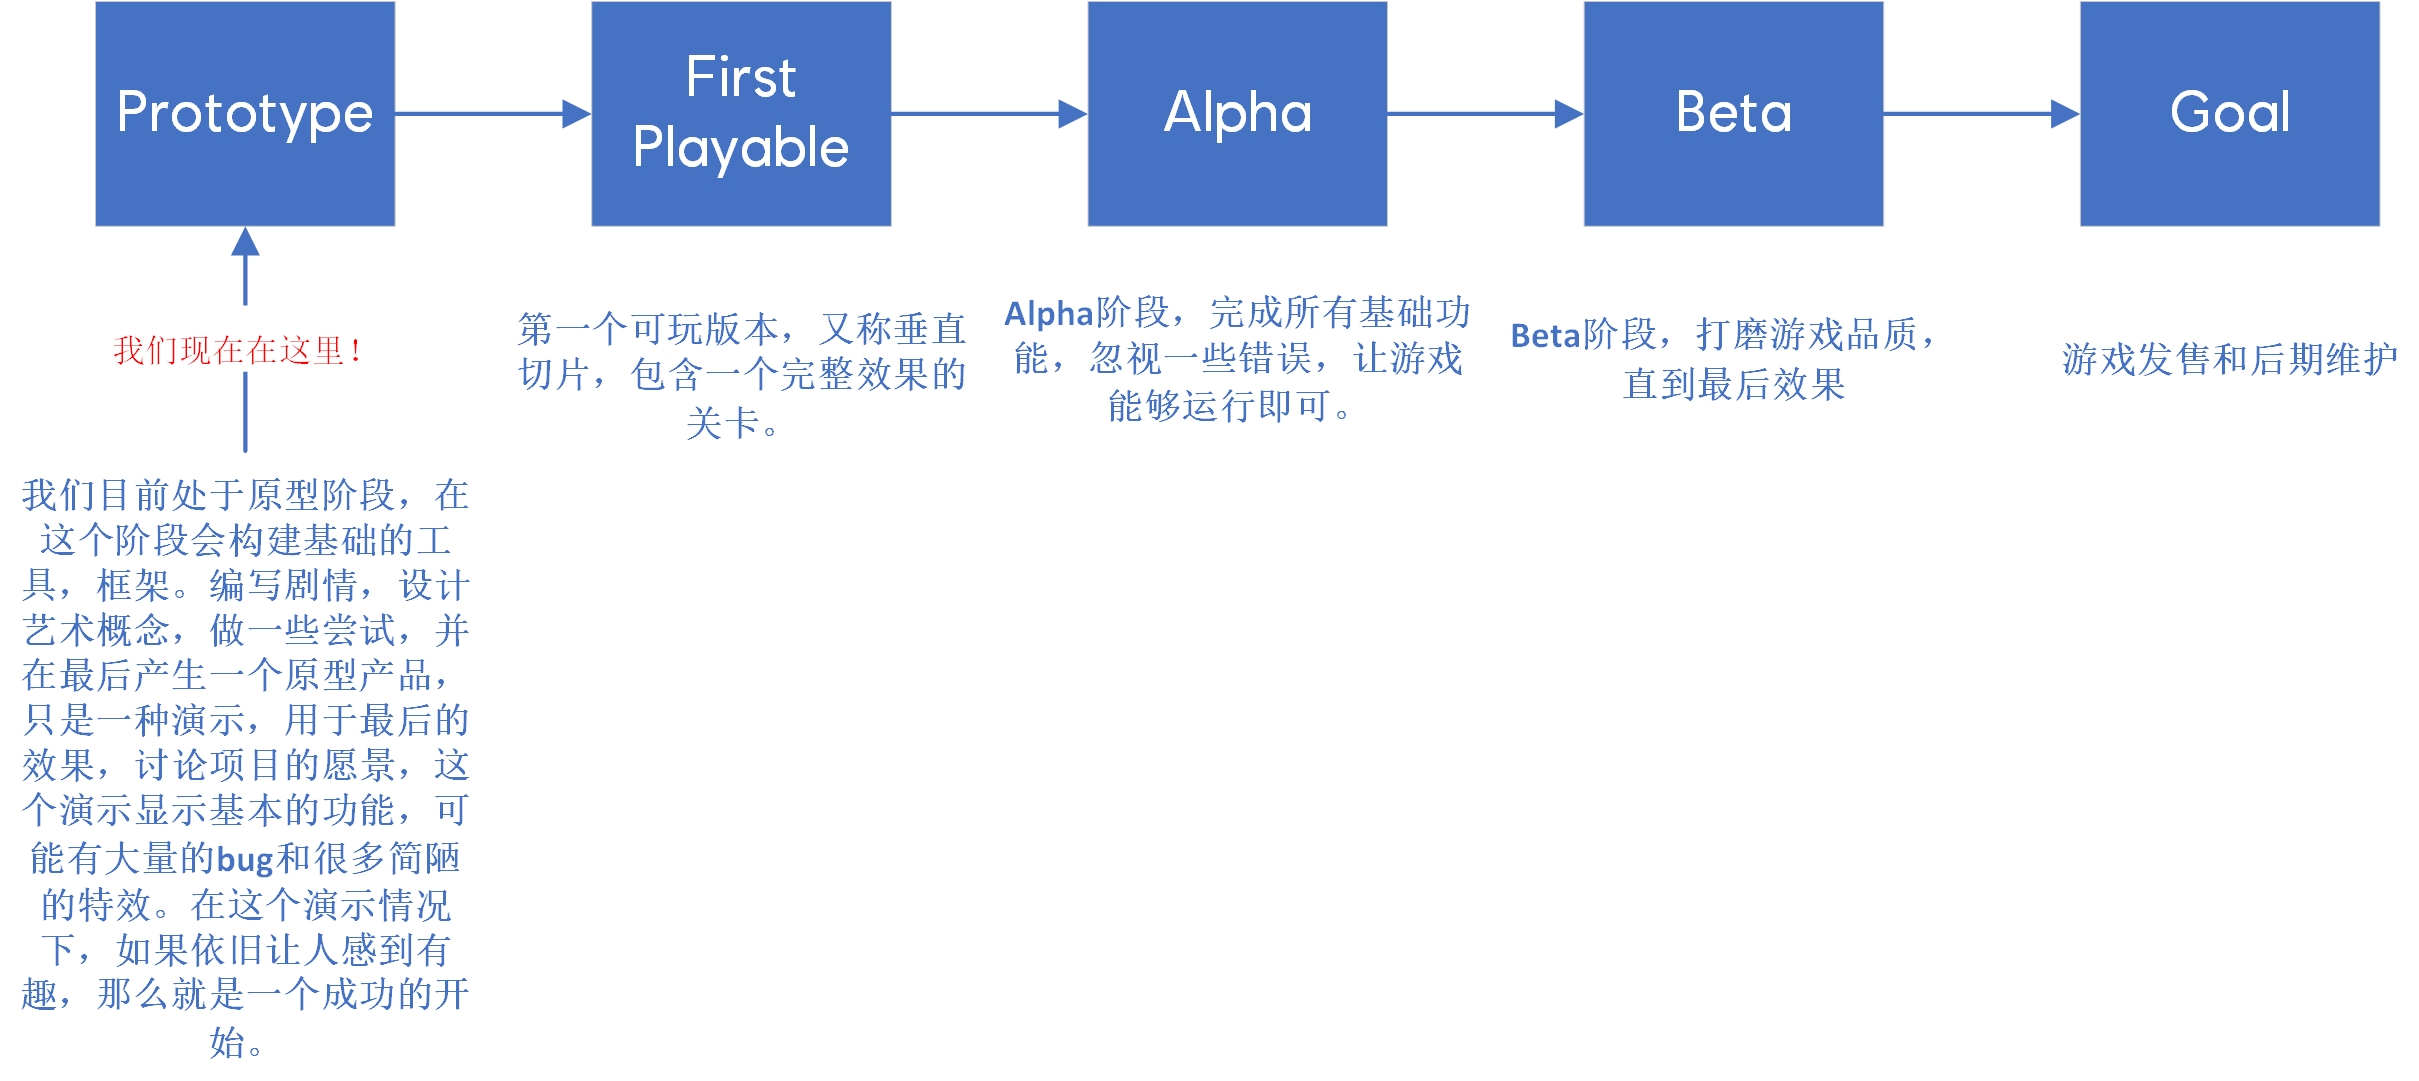 Prototype
First
Playable
Alpha
Beta
Goal
我们现在在这里！
我们目前处于原型阶段，在
这个阶段会构建基础的工
具，框架。编写剧情，设计
艺术概念，做一些尝试，并
在最后产生一个原型产品，
只是一种演示，用于最后的
效果，讨论项目的愿景，这
个演示显示基本的功能，可
能有大量的bug和很多简陋
的特效。在这个演示情况
下，如果依旧让人感到有
趣，那么就是一个成功的开
始。
第一个可玩版本，又称垂直
切片，包含一个完整效果的
关卡。
Alpha阶段，完成所有基础功
能，忽视一些错误，让游戏
能够运行即可。
Beta阶段，打磨游戏品质，
直到最后效果
游戏发售和后期维护